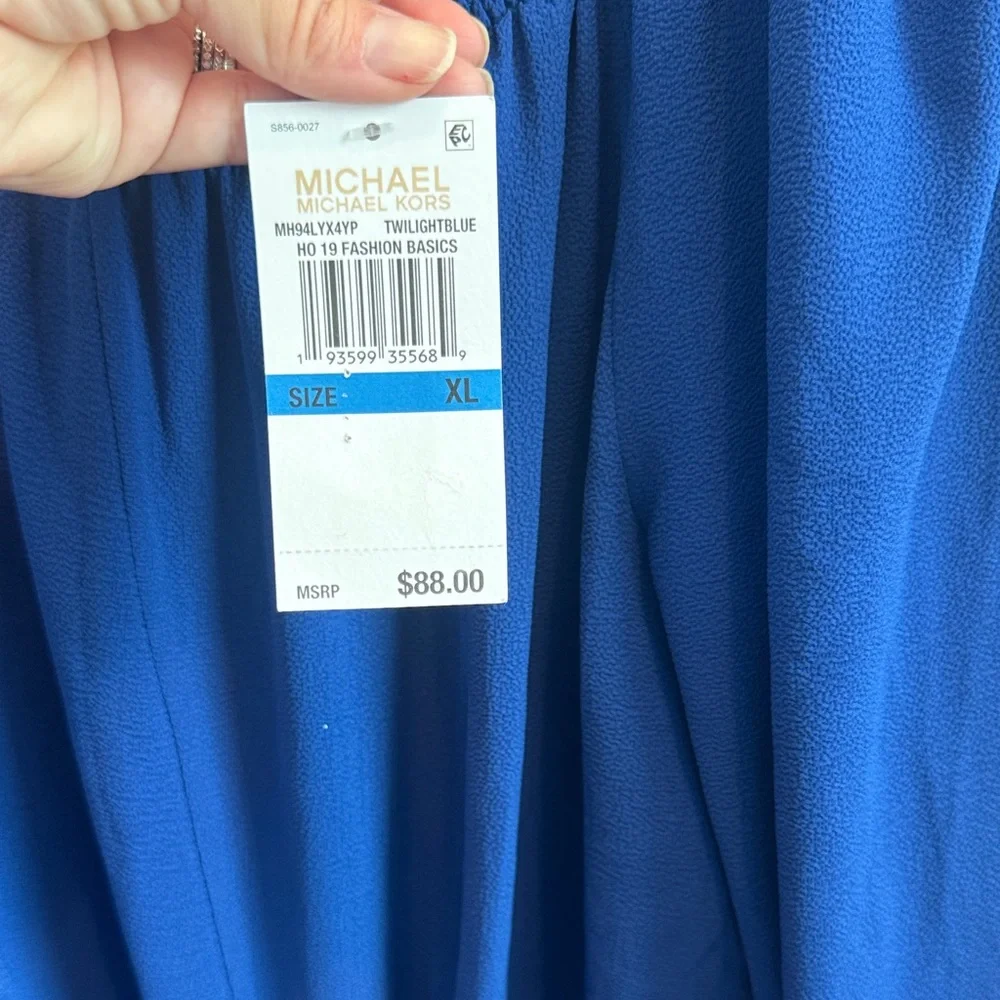 S856-0027
EPC
MICHAEL
MICHAEL KORS
MH94LYX4YP TWILIGHTBLUE
HO 19 FASHION BASICS
1 93599 35568 9
SIZE XL
MSRP $88.00